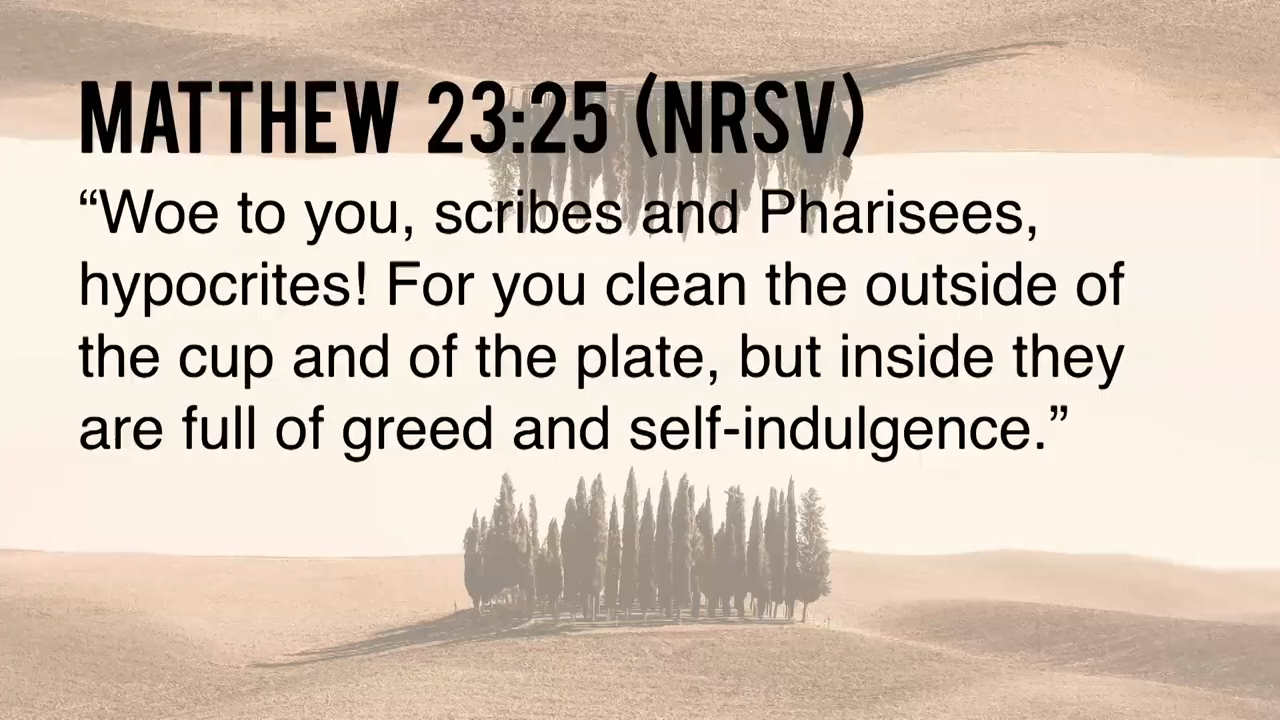 MATTHEW 23:25 (NRSV)
“Woe to you, scribes and Pharisees,
hypocrites! For you clean the outside of
the cup and of the plate, but inside they
are full of greed and self-indulgence.”